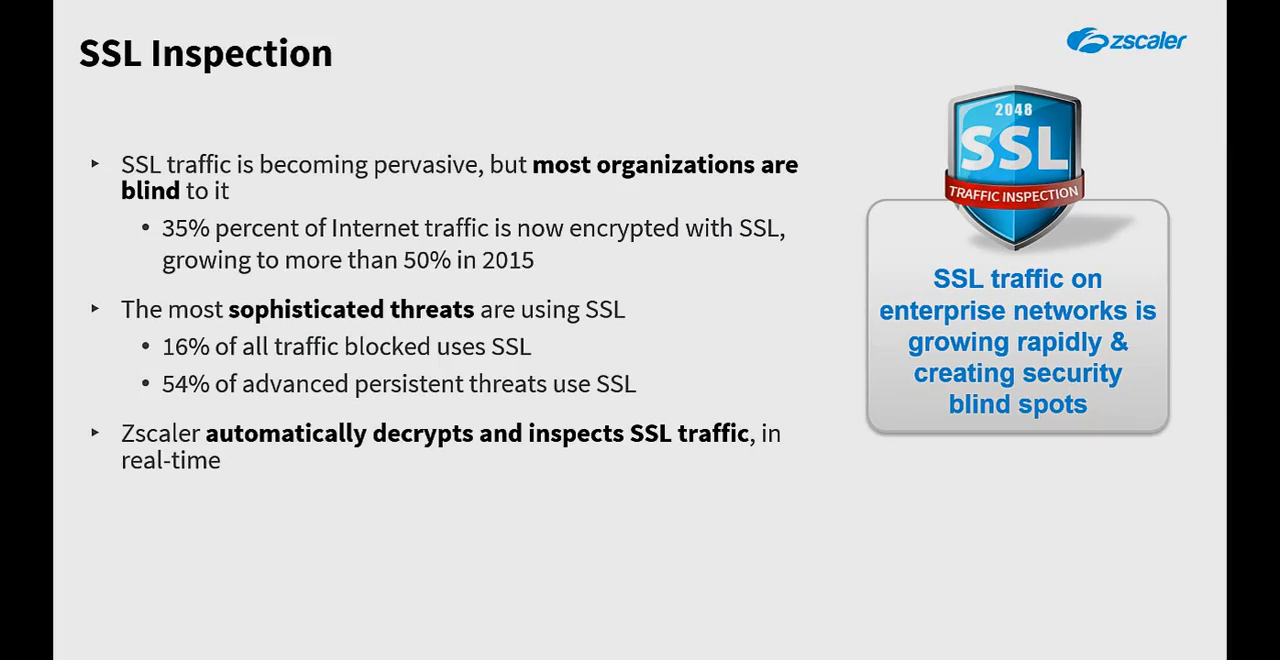 SSL Inspection
zscaler
SSL traffic is becoming pervasive, but most organizations are
blind to it
35% percent of Internet traffic is now encrypted with SSL,
growing to more than 50% in 2015
The most sophisticated threats are using SSL
16% of all traffic blocked uses SSL
54% of advanced persistent threats use SSL
Zscaler automatically decrypts and inspects SSL traffic, in
real-time
2048
SSL
TRAFFIC INSPECTION
SSL traffic on
enterprise networks is
growing rapidly &
creating security
blind spots